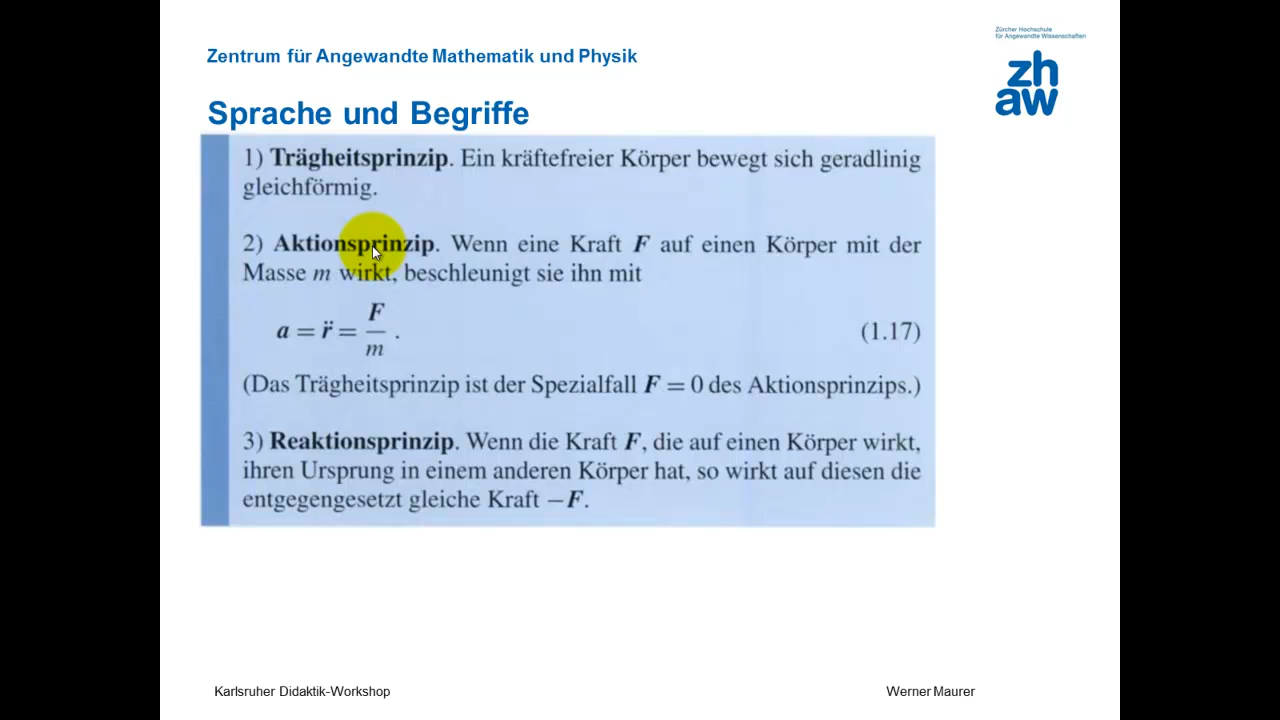 Zürcher Hochschule
für Angewandte Wissenschaften
zh
aw
Zentrum für Angewandte Mathematik und Physik
Sprache und Begriffe
1) Trägheitsprinzip. Ein kräftefreier Körper bewegt sich geradlinig
gleichförmig.
2) Aktionsprinzip. Wenn eine Kraft F auf einen Körper mit der
Masse m wirkt, beschleunigt sie ihn mit
a = r̈ = F/m . (1.17)
(Das Trägheitsprinzip ist der Spezialfall F = 0 des Aktionsprinzips.)
3) Reaktionsprinzip. Wenn die Kraft F, die auf einen Körper wirkt,
ihren Ursprung in einem anderen Körper hat, so wirkt auf diesen die
entgegengesetzt gleiche Kraft −F.
Karlsruher Didaktik-Workshop
Werner Maurer